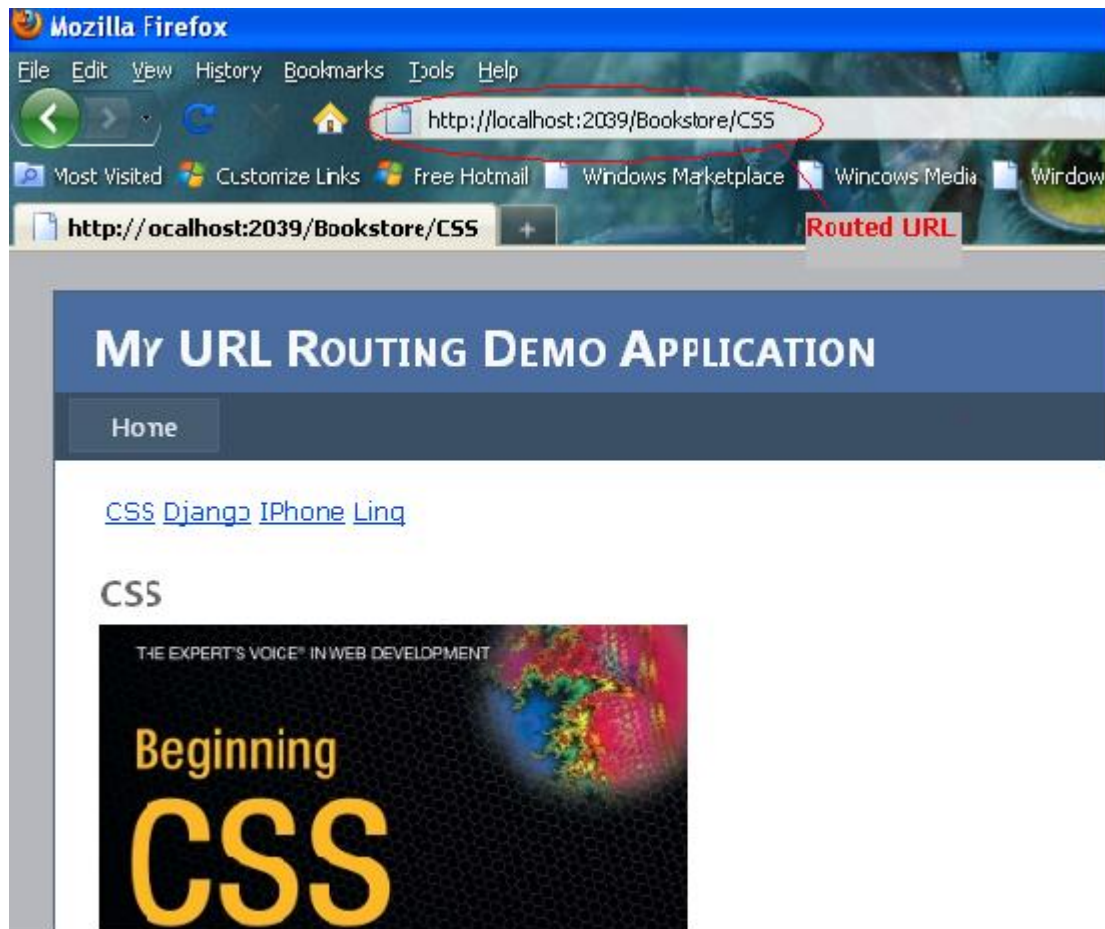 Mozilla Firefox
File Edit View History Bookmarks Tools Help
http://localhost:2039/Bookstore/CSS
Most Visited Customize Links Free Hotmail Windows Marketplace Windows Media Window
http://localhost:2039/Bookstore/CSS +
Routed URL
MY URL ROUTING DEMO APPLICATION
Home
CSS Django IPhone Linq
CSS
THE EXPERT'S VOICE® IN WEB DEVELOPMENT
Beginning
CSS